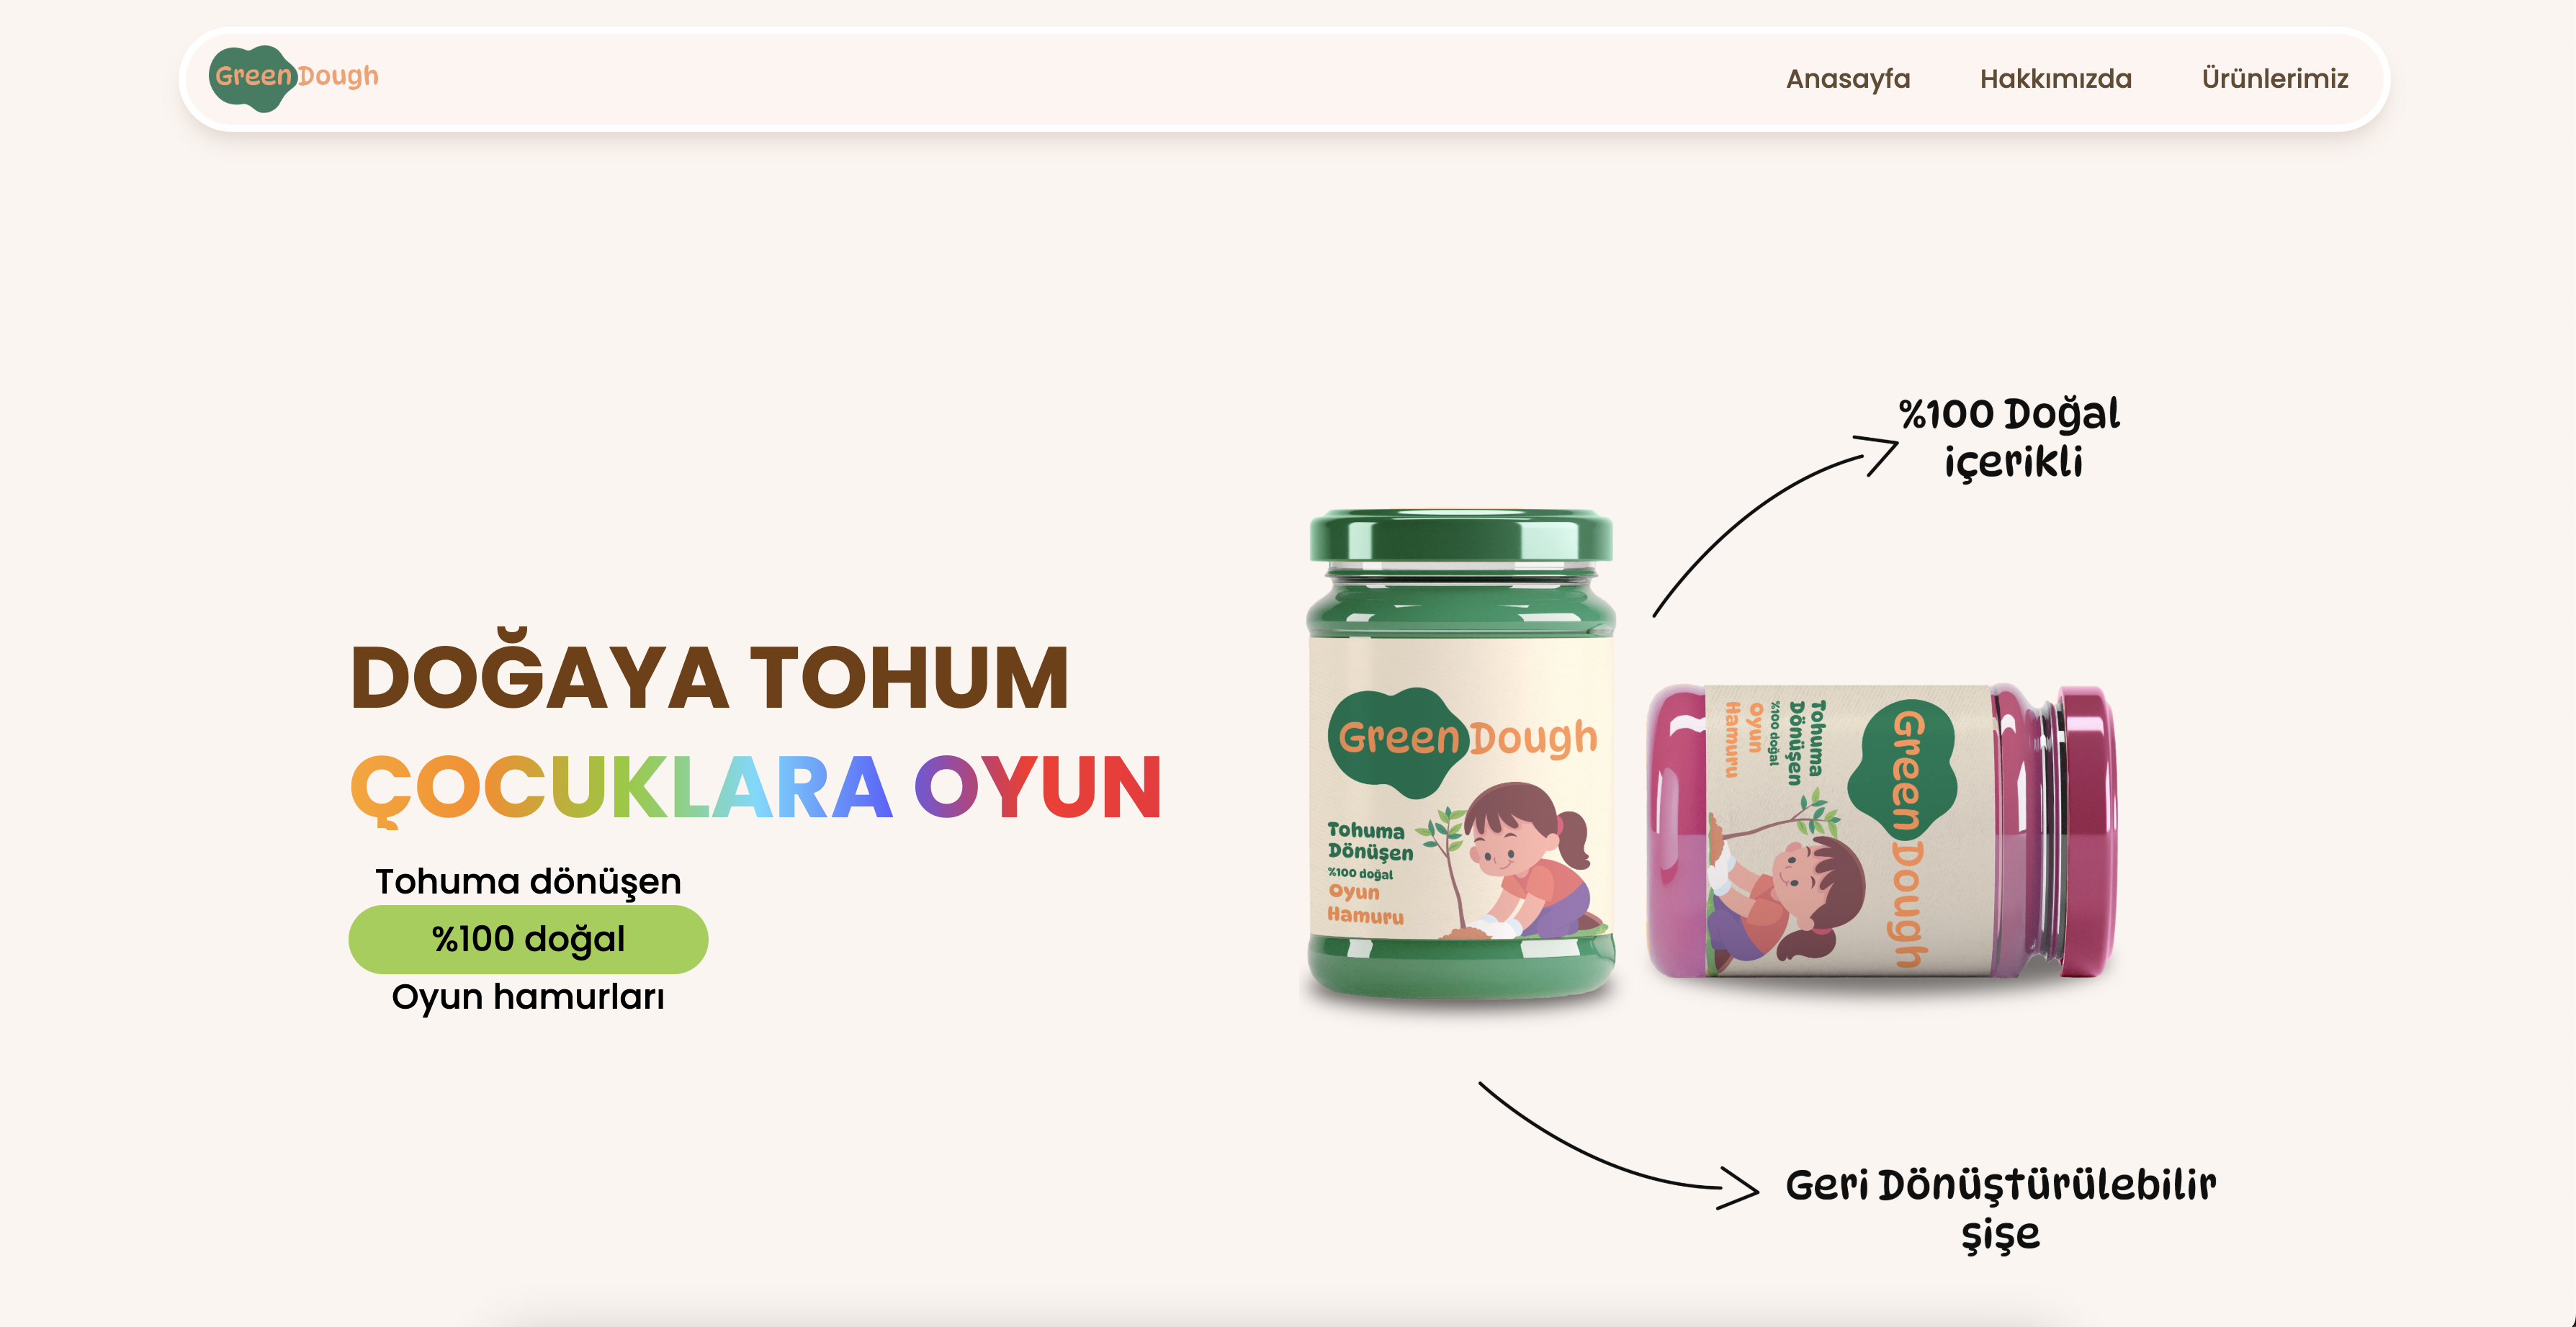 Green Dough
Anasayfa
Hakkımızda
Ürünlerimiz
%100 Doğal
içerikli
DOĞAYA TOHUM
ÇOCUKLARA OYUN
Tohuma dönüşen
%100 doğal
Oyun hamurları
Green Dough
Tohuma
Dönüşen
%100 doğal
Oyun
Hamuru
Green Dough
Tohuma
Dönüşen
%100 doğal
Oyun
Hamuru
Geri Dönüştürülebilir
şişe